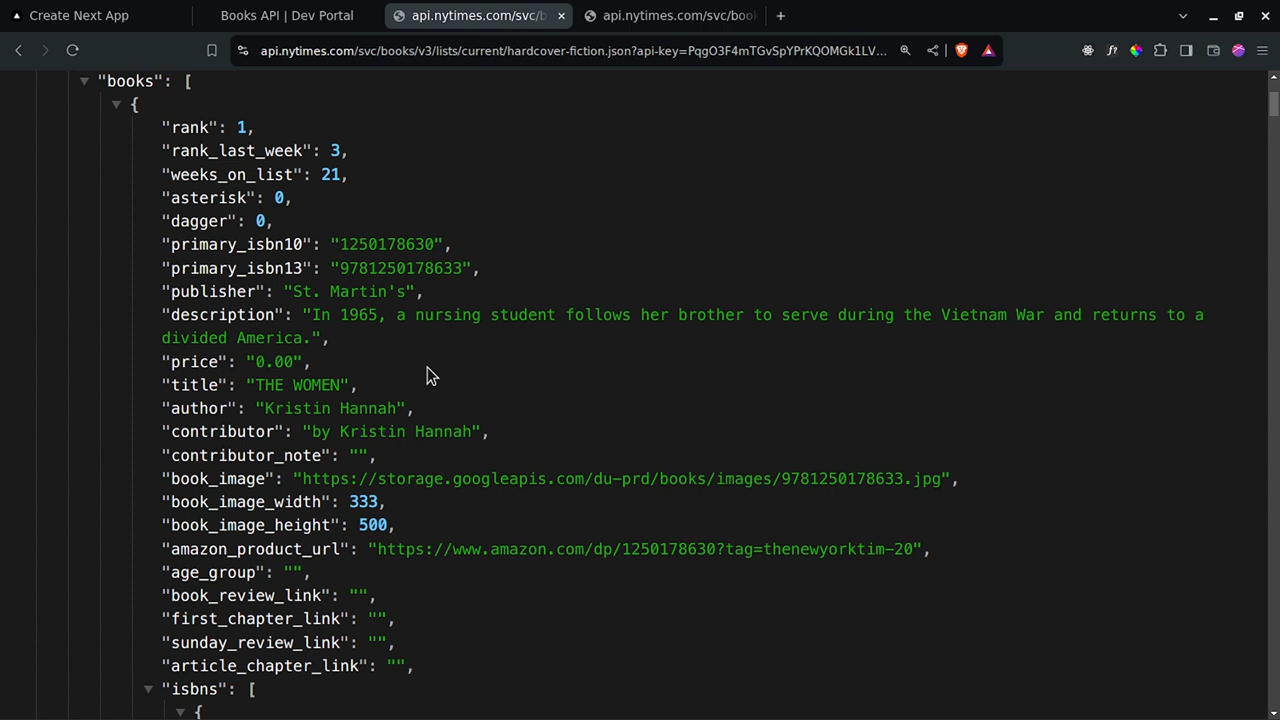 Create Next App
Books API | Dev Portal
api.nytimes.com/svc/b
api.nytimes.com/svc/boo
api.nytimes.com/svc/books/v3/lists/current/hardcover-fiction.json?api-key=PqgO3F4mTGvSpYPrKQOMGk1LV...
"books": [
{
"rank": 1,
"rank_last_week": 3,
"weeks_on_list": 21,
"asterisk": 0,
"dagger": 0,
"primary_isbn10": "1250178630",
"primary_isbn13": "9781250178633",
"publisher": "St. Martin's",
"description": "In 1965, a nursing student follows her brother to serve during the Vietnam War and returns to a
divided America.",
"price": "0.00",
"title": "THE WOMEN",
"author": "Kristin Hannah",
"contributor": "by Kristin Hannah",
"contributor_note": "",
"book_image": "https://storage.googleapis.com/du-prd/books/images/9781250178633.jpg",
"book_image_width": 333,
"book_image_height": 500,
"amazon_product_url": "https://www.amazon.com/dp/1250178630?tag=thenewyorktim-20",
"age_group": "",
"book_review_link": "",
"first_chapter_link": "",
"sunday_review_link": "",
"article_chapter_link": "",
"isbns": [
{